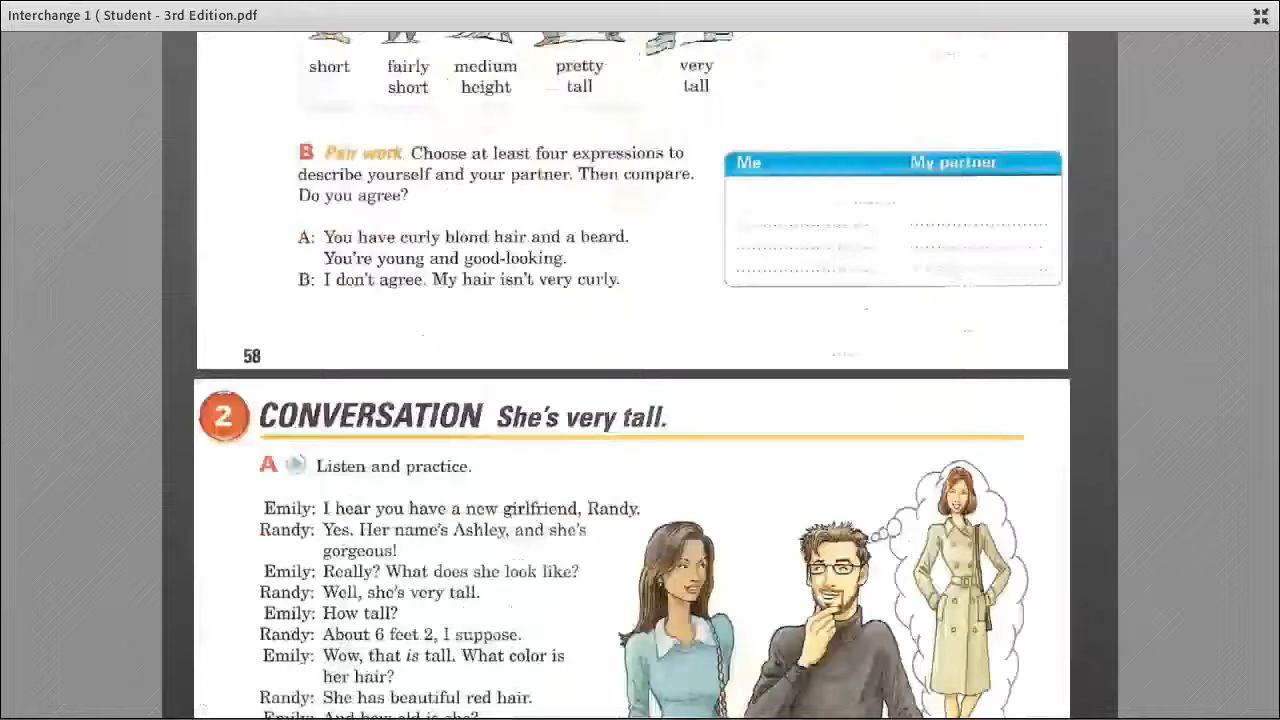 Interchange 1 ( Student - 3rd Edition.pdf
short
fairly
short
medium
height
pretty
tall
very
tall
B Pair work Choose at least four expressions to
describe yourself and your partner. Then compare.
Do you agree?
A: You have curly blond hair and a beard.
You're young and good-looking.
B: I don't agree. My hair isn't very curly.
Me My partner
58
2 CONVERSATION She's very tall.
A Listen and practice.
Emily: I hear you have a new girlfriend, Randy.
Randy: Yes. Her name's Ashley, and she's
gorgeous!
Emily: Really? What does she look like?
Randy: Well, she's very tall.
Emily: How tall?
Randy: About 6 feet 2, I suppose.
Emily: Wow, that is tall. What color is
her hair?
Randy: She has beautiful red hair.
Emily: And how old is she?